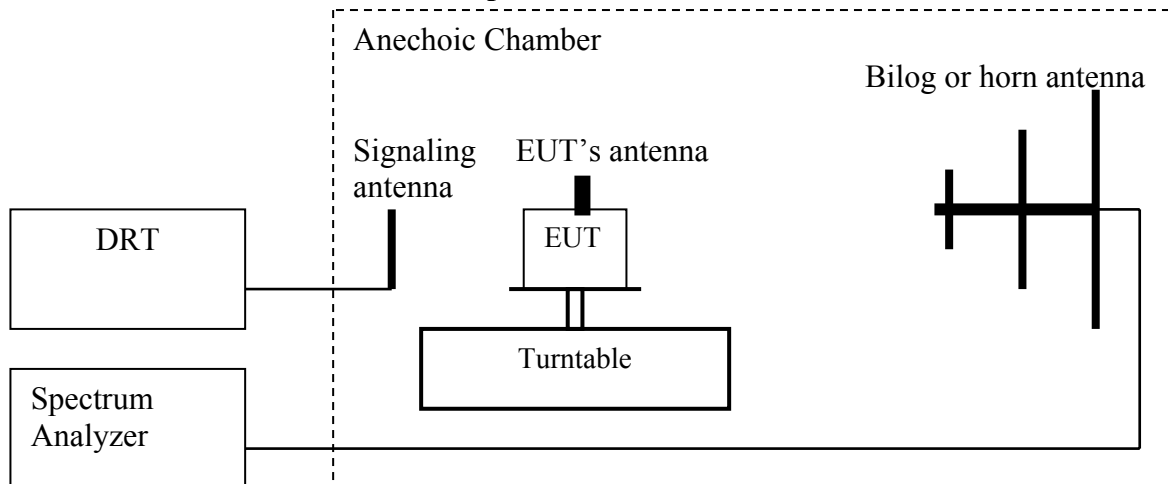 Anechoic Chamber
Bilog or horn antenna
Signaling
antenna
EUT’s antenna
DRT
EUT
Turntable
Spectrum
Analyzer